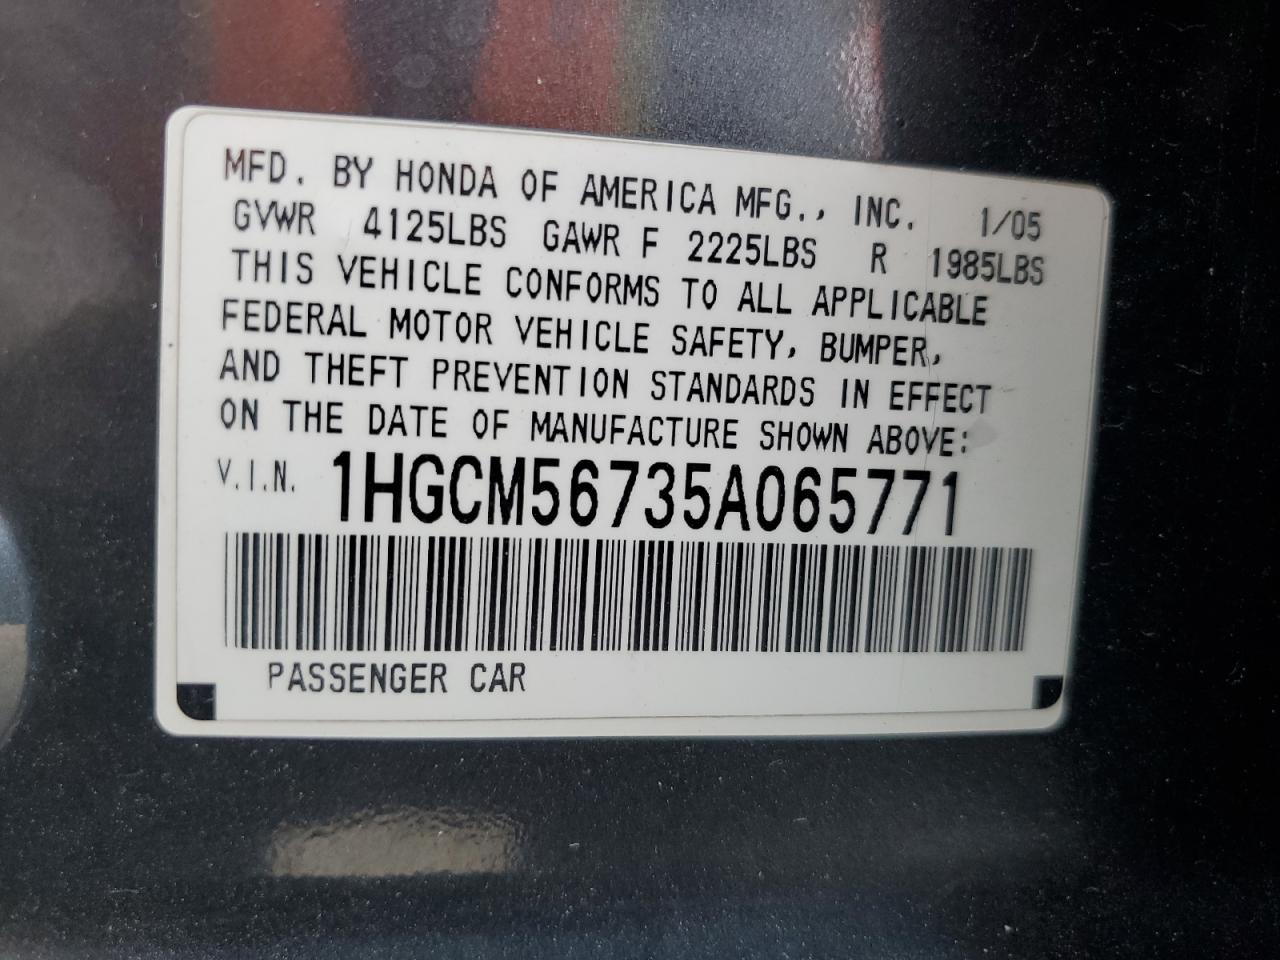 MFD. BY HONDA OF AMERICA MFG., INC. 1/05
GVWR 4125LBS GAWR F 2225LBS R 1985LBS
THIS VEHICLE CONFORMS TO ALL APPLICABLE
FEDERAL MOTOR VEHICLE SAFETY, BUMPER,
AND THEFT PREVENTION STANDARDS IN EFFECT
ON THE DATE OF MANUFACTURE SHOWN ABOVE:
V.I.N. 1HGCM56735A065771
PASSENGER CAR